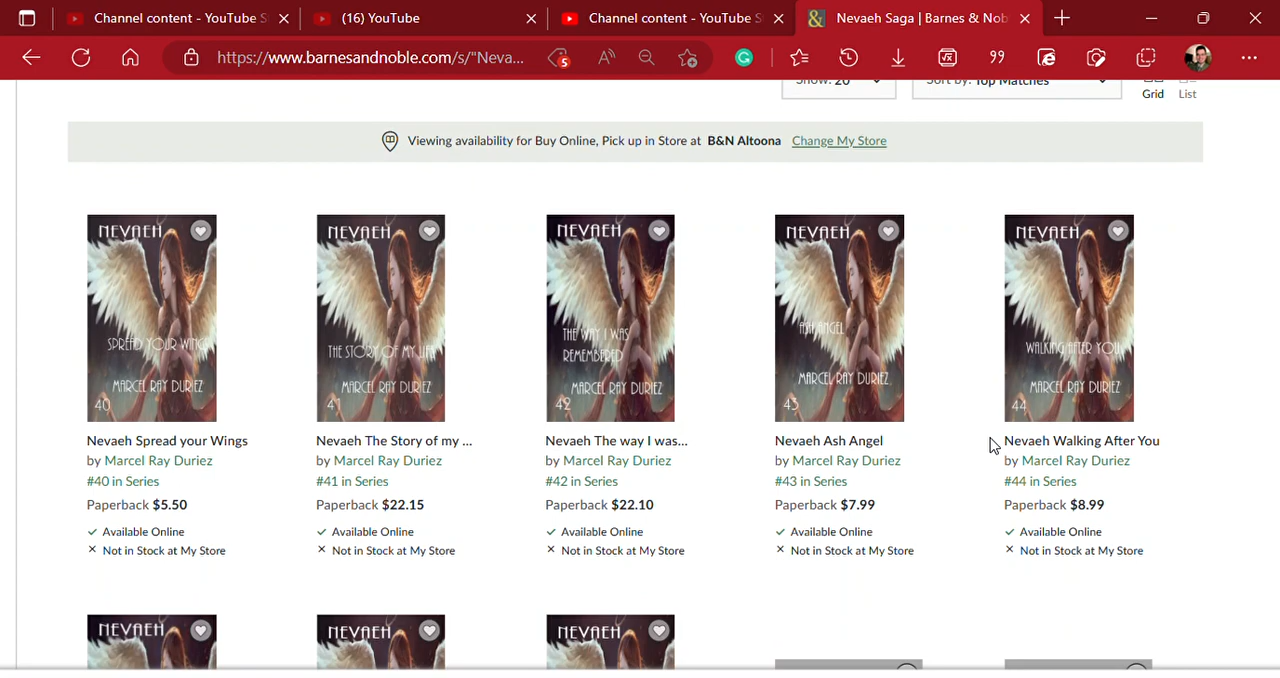 Channel content - YouTube S
(16) YouTube
Channel content - YouTube S
Nevaeh Saga | Barnes & Nob
https://www.barnesandnoble.com/s/"Neva...
5
Show: 20
Sort by: Top Matches
Grid
List
Viewing availability for Buy Online, Pick up in Store at B&N Altoona Change My Store
NEVAEH
SPREAD YOUR WINGS
MARCEL RAY DURIEZ
40
NEVAEH
THE STORY OF MY LIFE
MARCEL RAY DURIEZ
41
NEVAEH
THE WAY I WAS
REMEMBERED
MARCEL RAY DURIEZ
42
NEVAEH
ASH ANGEL
MARCEL RAY DURIEZ
43
NEVAEH
WALKING AFTER YOU
MARCEL RAY DURIEZ
44
Nevaeh Spread your Wings
by Marcel Ray Duriez
#40 in Series
Paperback $5.50
Available Online
Not in Stock at My Store
Nevaeh The Story of my ...
by Marcel Ray Duriez
#41 in Series
Paperback $22.15
Available Online
Not in Stock at My Store
Nevaeh The way I was...
by Marcel Ray Duriez
#42 in Series
Paperback $22.10
Available Online
Not in Stock at My Store
Nevaeh Ash Angel
by Marcel Ray Duriez
#43 in Series
Paperback $7.99
Available Online
Not in Stock at My Store
Nevaeh Walking After You
by Marcel Ray Duriez
#44 in Series
Paperback $8.99
Available Online
Not in Stock at My Store
NEVAEH
NEVAEH
NEVAEH